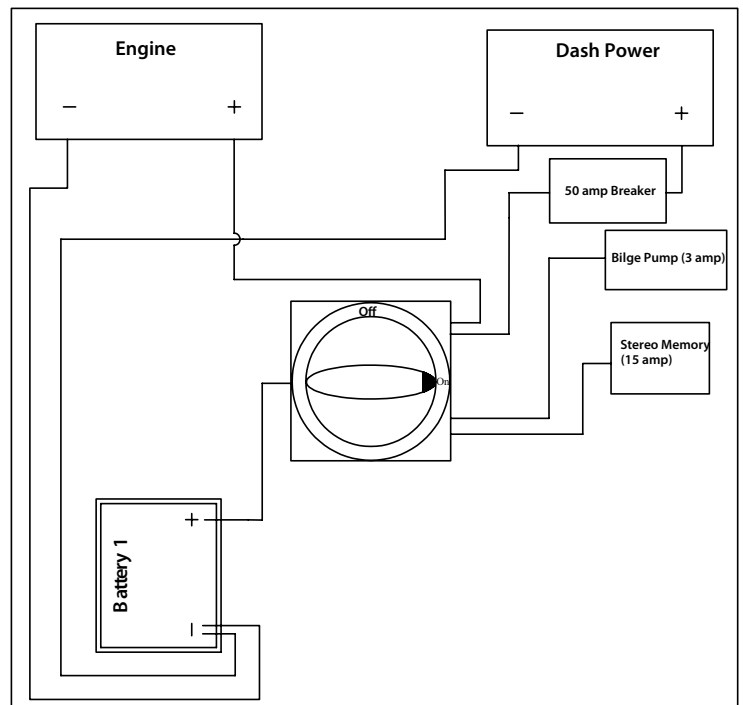 Engine
Dash Power
− +
− +
50 amp Breaker
Bilge Pump (3 amp)
Off
Stereo Memory
(15 amp)
On
+
Battery 1
−